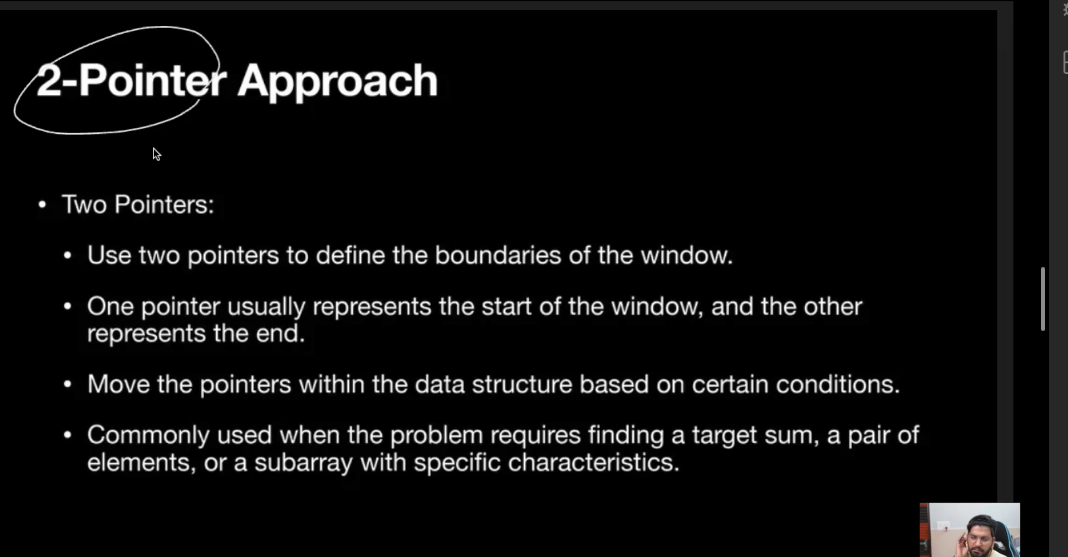 2-Pointer Approach
• Two Pointers:
• Use two pointers to define the boundaries of the window.
• One pointer usually represents the start of the window, and the other
represents the end.
• Move the pointers within the data structure based on certain conditions.
• Commonly used when the problem requires finding a target sum, a pair of
elements, or a subarray with specific characteristics.